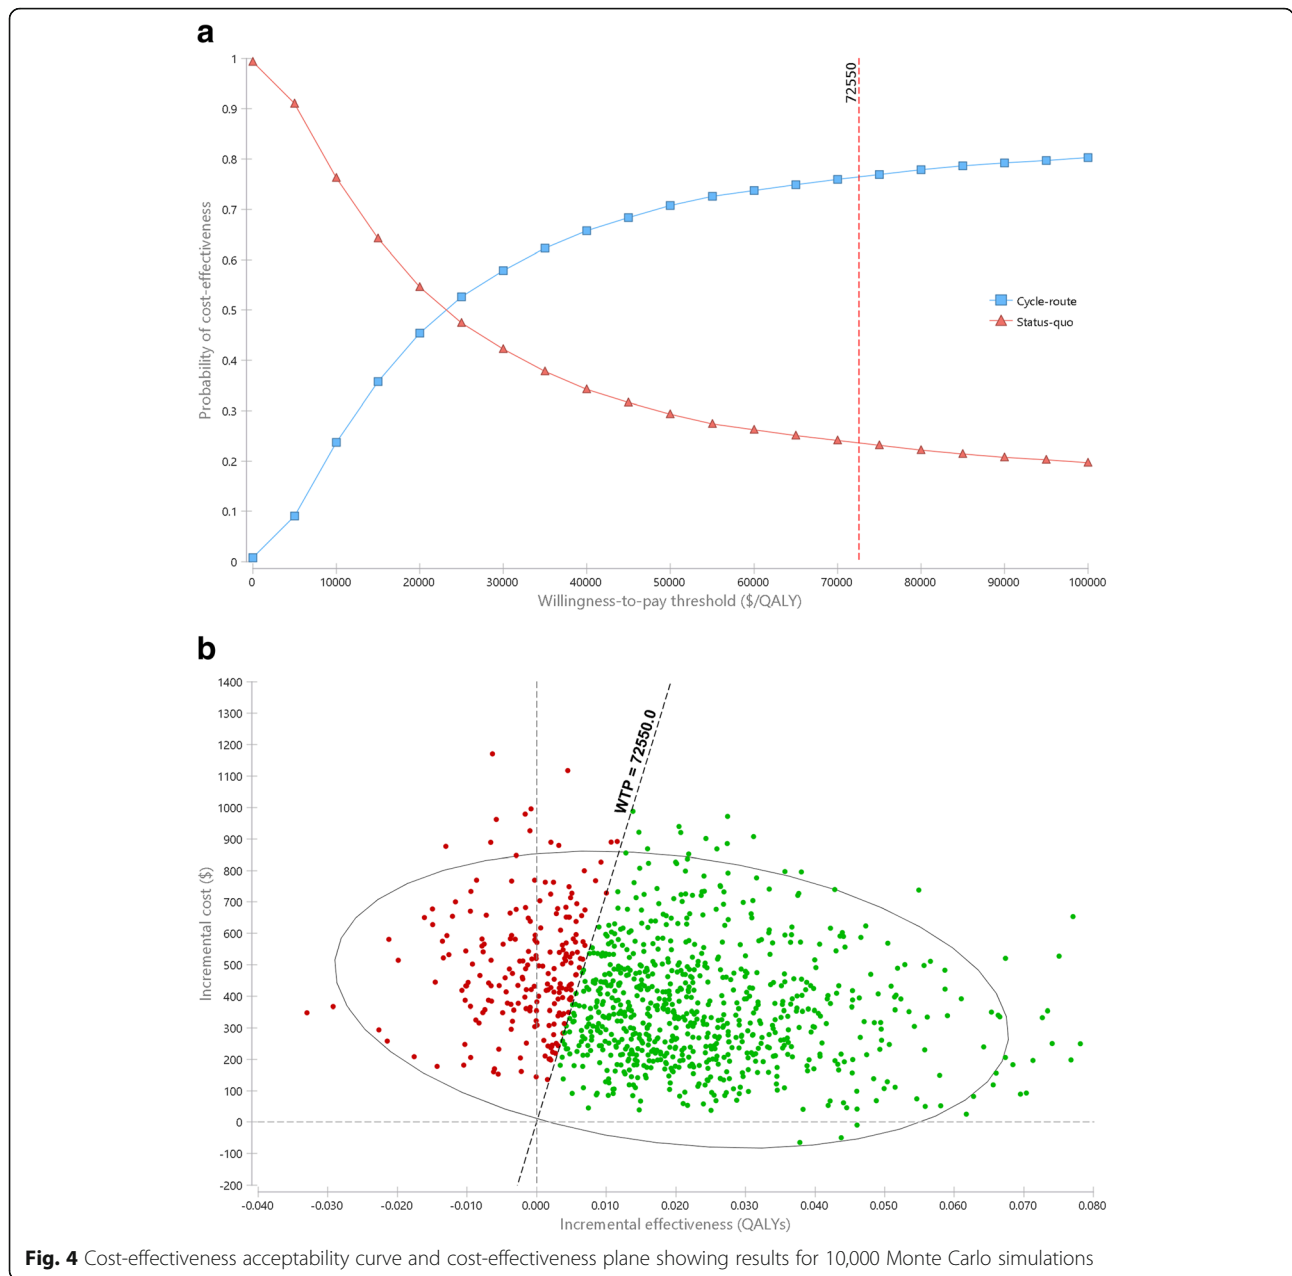 a
1
0.9
0.8
0.7
0.6
0.5
0.4
0.3
0.2
0.1
0
Probability of cost-effectiveness
72550
Cycle-route
Status-quo
0 10000 20000 30000 40000 50000 60000 70000 80000 90000 100000
Willingness-to-pay threshold ($/QALY)
b
1400
1300
1200
1100
1000
900
800
700
600
500
400
300
200
100
0
-100
-200
Incremental cost ($)
WTP = 72550.0
-0.040 -0.030 -0.020 -0.010 0.000 0.010 0.020 0.030 0.040 0.050 0.060 0.070 0.080
Incremental effectiveness (QALYs)
Fig. 4 Cost-effectiveness acceptability curve and cost-effectiveness plane showing results for 10,000 Monte Carlo simulations